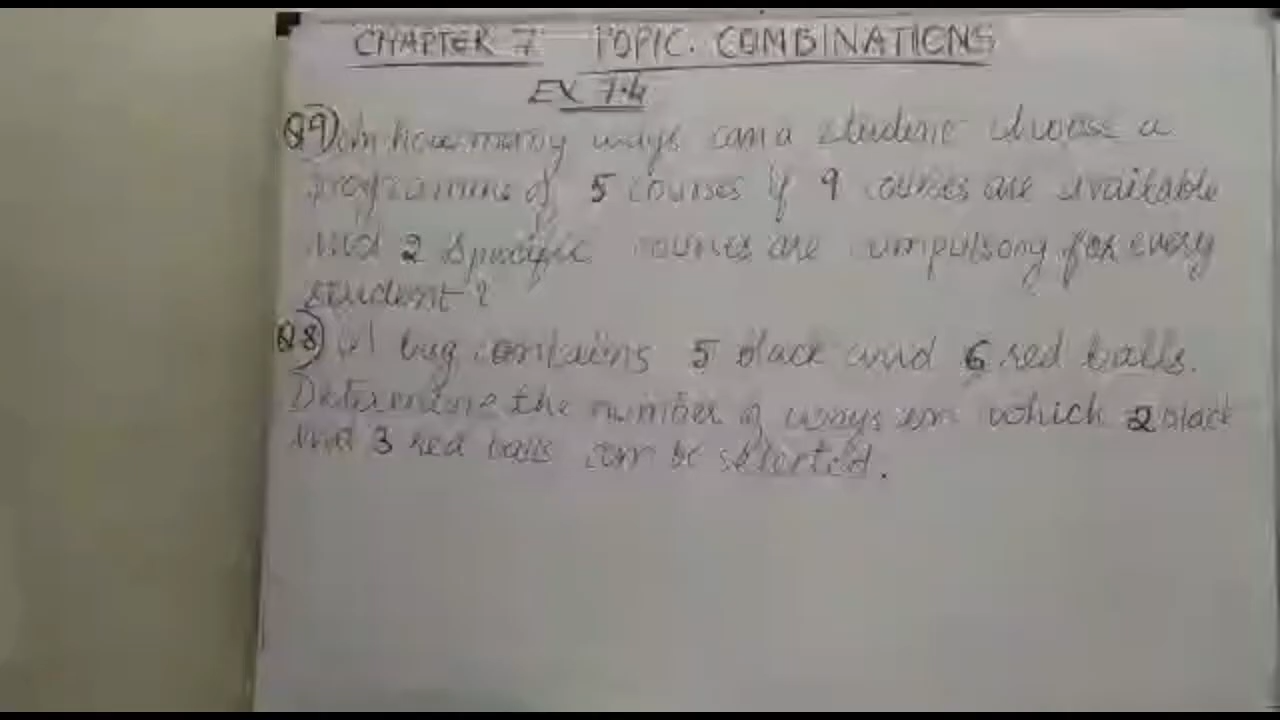 CHAPTER 7 TOPIC. COMBINATIONS
EX 7.4
Q9) In how many ways can a student choose a
programme of 5 courses if 9 courses are available
and 2 specific courses are compulsory for every
student?
Q8) A bag contains 5 black and 6 red balls.
Determine the number of ways in which 2 black
and 3 red balls can be selected.